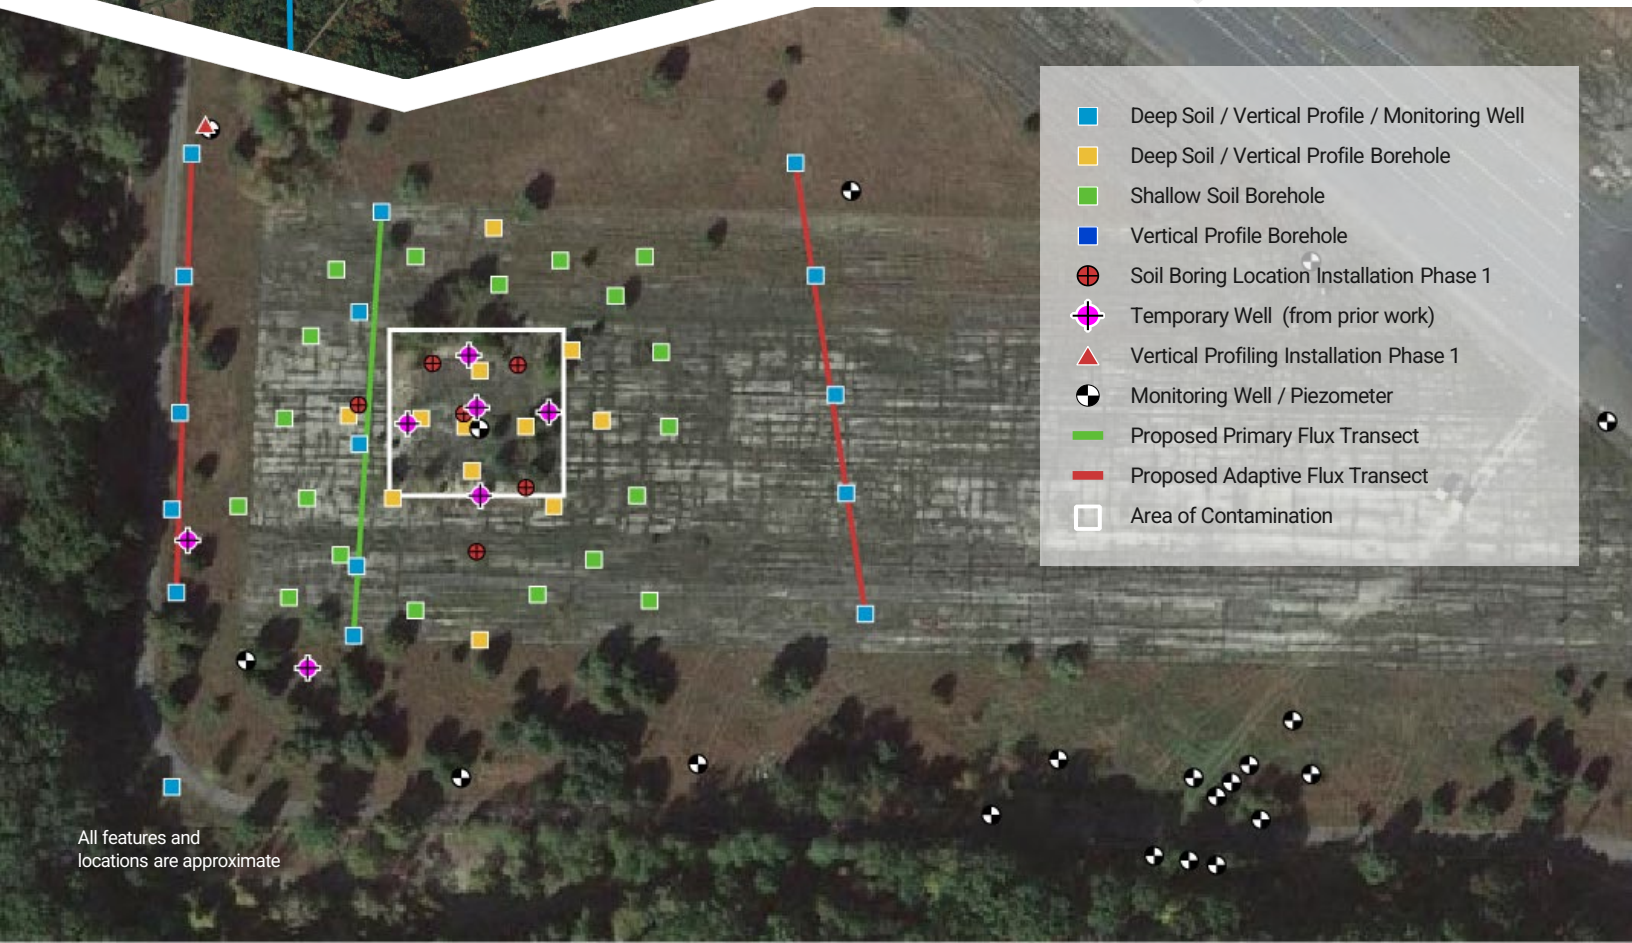 Deep Soil / Vertical Profile / Monitoring Well
Deep Soil / Vertical Profile Borehole
Shallow Soil Borehole
Vertical Profile Borehole
Soil Boring Location Installation Phase 1
Temporary Well (from prior work)
Vertical Profiling Installation Phase 1
Monitoring Well / Piezometer
Proposed Primary Flux Transect
Proposed Adaptive Flux Transect
Area of Contamination
All features and
locations are approximate